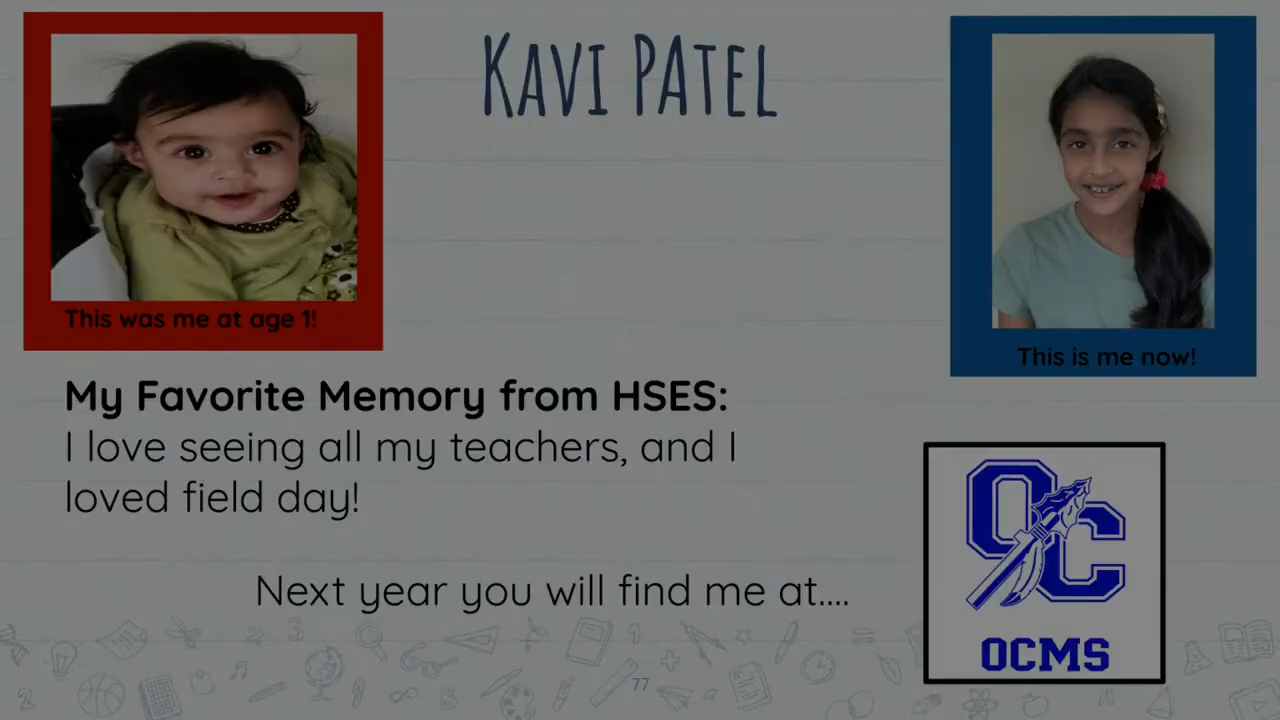 KAVI PATEL
This was me at age 1!
This is me now!
My Favorite Memory from HSES:
I love seeing all my teachers, and I
loved field day!
Next year you will find me at....
OC
OCMS
77